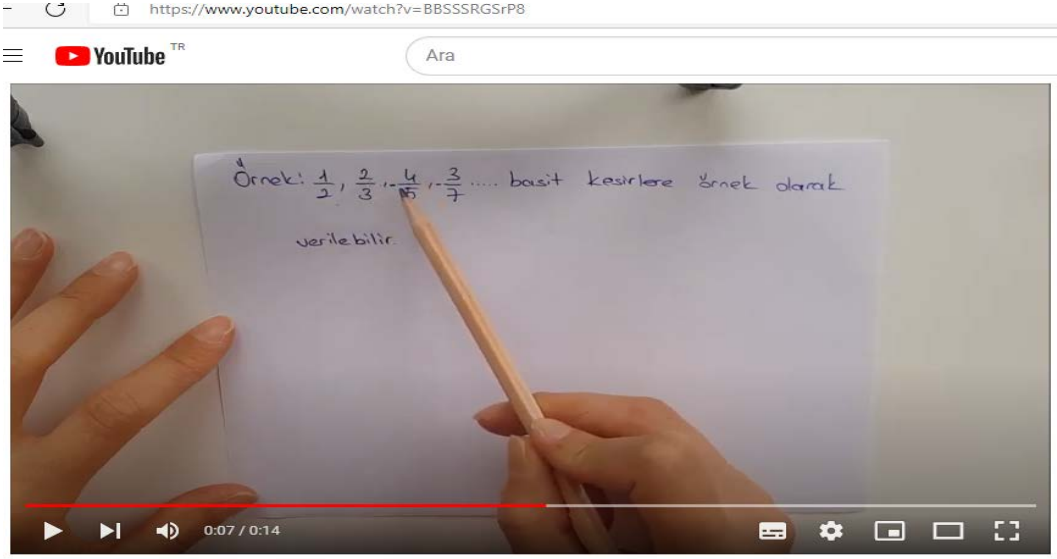 https://www.youtube.com/watch?v=BBSSSRGSrP8
YouTube TR
Ara
Örnek: 1/2, 2/3, -4/5, -3/7 .... basit kesirlere örnek olarak
verilebilir.
0:07 / 0:14